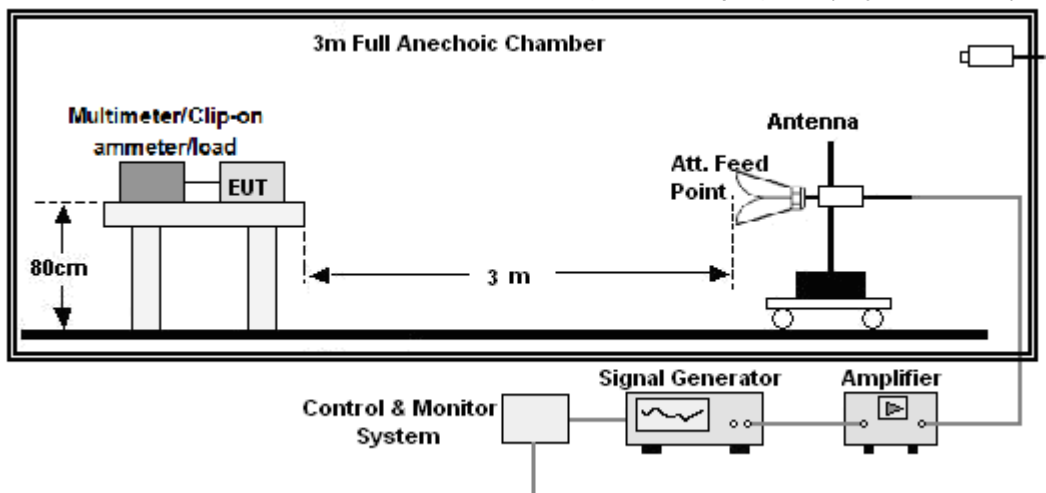 3m Full Anechoic Chamber
Multimeter/Clip-on
ammeter/load
EUT
80cm
3 m
Antenna
Att. Feed
Point
Signal Generator
Amplifier
Control & Monitor
System